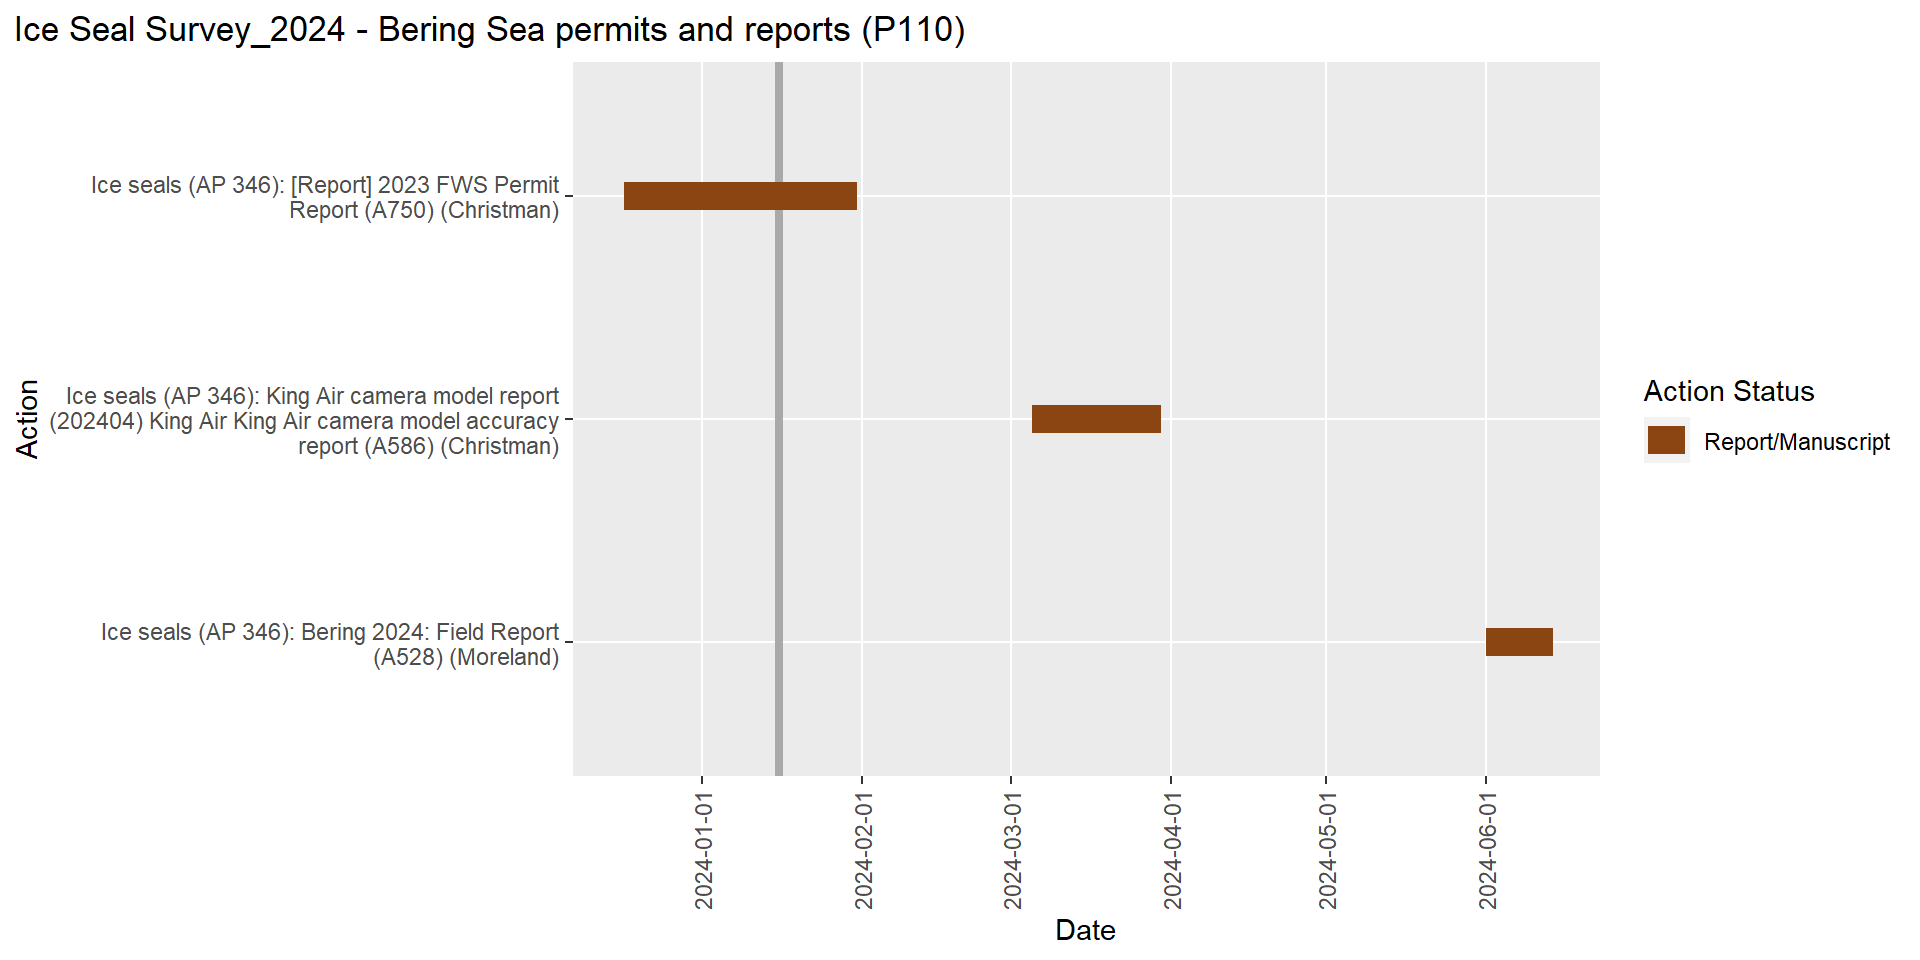 Ice Seal Survey_2024 - Bering Sea permits and reports (P110)
Action
Ice seals (AP 346): [Report] 2023 FWS Permit
Report (A750) (Christman)
Ice seals (AP 346): King Air camera model report
(202404) King Air King Air camera model accuracy
report (A586) (Christman)
Ice seals (AP 346): Bering 2024: Field Report
(A528) (Moreland)
2024-01-01
2024-02-01
2024-03-01
2024-04-01
2024-05-01
2024-06-01
Date
Action Status
Report/Manuscript